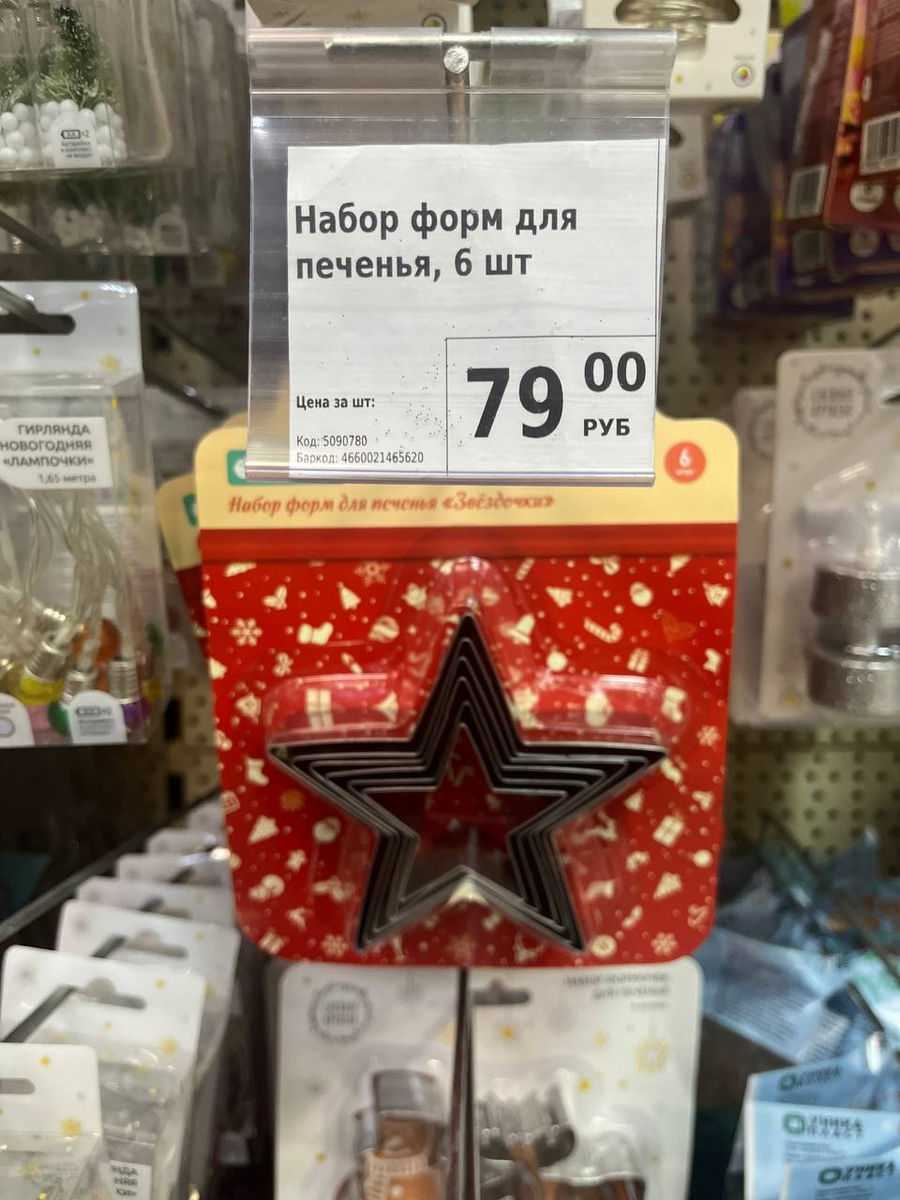 Набор форм для
печенья, 6 шт
Цена за шт:
79 00
РУБ
Код: 5090780
Баркод: 4660021465620
6
Набор форм для печенья «Звёздочки»
ГИРЛЯНДА
НОВОГОДНЯЯ
«ЛАМПОЧКИ»
1,65 метра